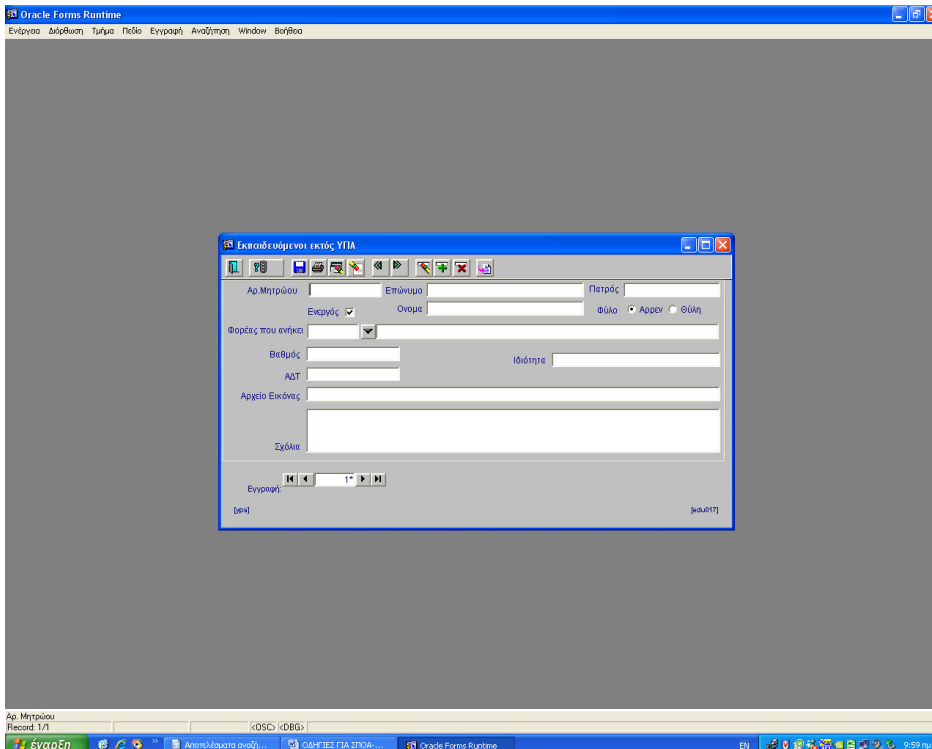 Oracle Forms Runtime
Ενέργεια Διόρθωση Τμήμα Πεδίο Εγγραφή Αναζήτηση Window Βοήθεια
Εκπαιδευόμενοι εκτός ΥΠΑ
Αρ.Μητρώου Επώνυμο Πατρός
Ενεργός Ονομα Φύλο Αρρεν Θύλη
Φορέας που ανήκει
Βαθμός Ιδιότητα
ΑΔΤ
Αρχείο Εικόνας
Σχόλια
Εγγραφή: 1*
[ypa] [edu017]
Αρ. Μητρώου
Record: 1/1 <OSC> <DBG>
έναρξη Αποτελέσματα αναζή... ΟΔΗΓΙΕΣ ΓΙΑ ΣΠΟΑ-... Oracle Forms Runtime EN 9:59 πμ